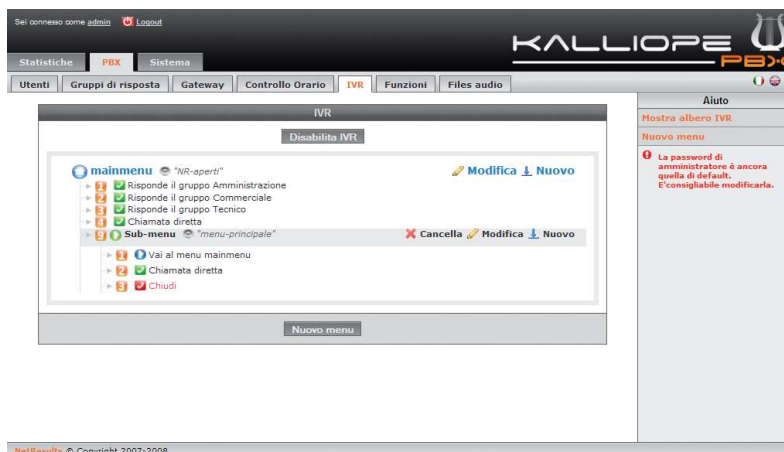 Sei connesso come admin Logout
KALLIOPE
PBX
Statistiche PBX Sistema
Utenti Gruppi di risposta Gateway Controllo Orario IVR Funzioni Files audio
IVR
Disabilita IVR
mainmenu "NR-aperti" Modifica Nuovo
1 Risponde il gruppo Amministrazione
2 Risponde il gruppo Commerciale
3 Risponde il gruppo Tecnico
4 Chiamata diretta
9 Sub-menu "menu-principale" Cancella Modifica Nuovo
1 Vai al menu mainmenu
2 Chiamata diretta
3 Chiudi
Nuovo menu
Aiuto
Mostra albero IVR
Nuovo menu
La password di
amministratore è ancora
quella di default.
E'consigliabile modificarla.
NetResults © Copyright 2007-2008